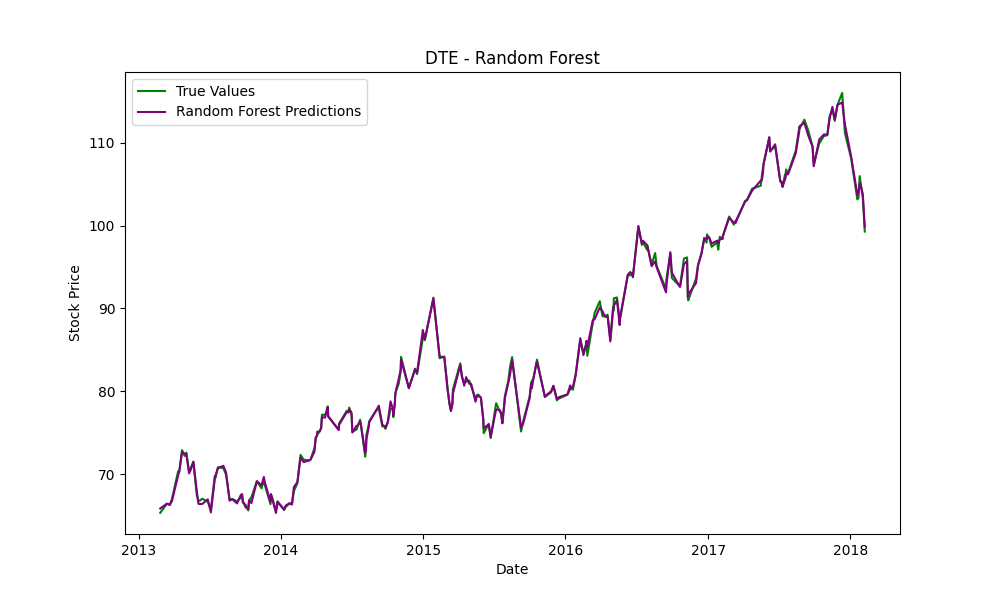 DTE - Random Forest
True Values
Random Forest Predictions
Stock Price
110
100
90
80
70
2013 2014 2015 2016 2017 2018
Date